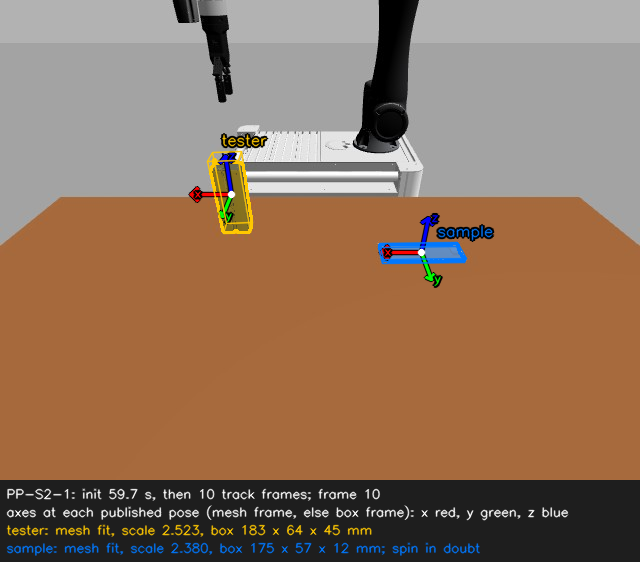 tester
z
x
y
z
sample
x
y
PP-S2-1: init 59.7 s, then 10 track frames; frame 10
axes at each published pose (mesh frame, else box frame): x red, y green, z blue
tester: mesh fit, scale 2.523, box 183 x 64 x 45 mm
sample: mesh fit, scale 2.380, box 175 x 57 x 12 mm; spin in doubt